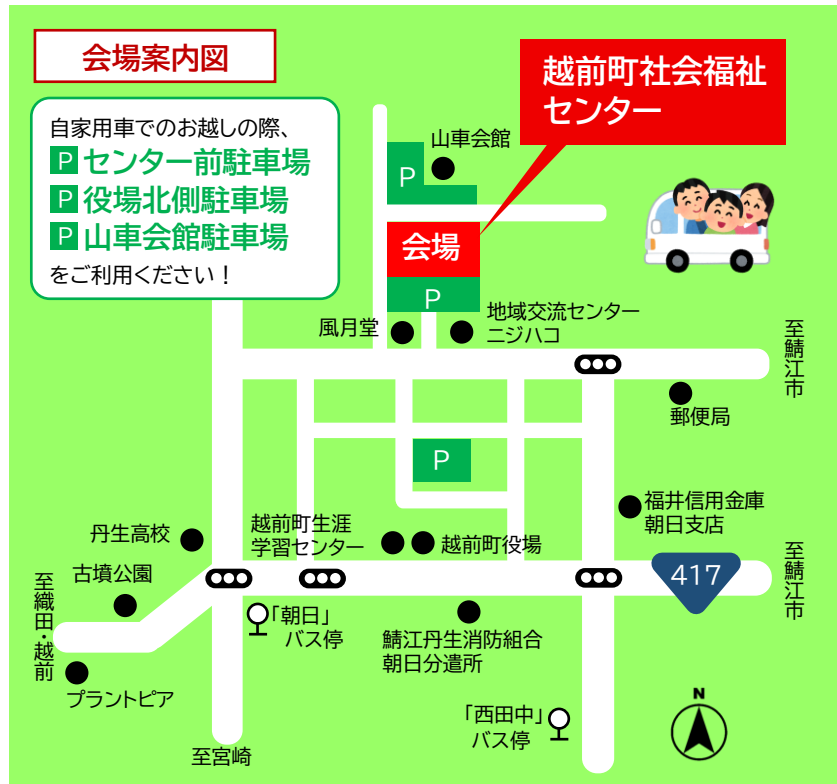 会場案内図
越前町社会福祉
センター
自家用車でのお越しの際、
P センター前駐車場
P 役場北側駐車場
P 山車会館駐車場
をご利用ください！
山車会館
P
会場
P
風月堂
地域交流センター
ニジハコ
至鯖江市
郵便局
P
福井信用金庫
朝日支店
丹生高校
越前町生涯
学習センター
越前町役場
古墳公園
417
至鯖江市
至織田・越前
「朝日」
バス停
鯖江丹生消防組合
朝日分遣所
プラントピア
「西田中」
バス停
N
至宮崎